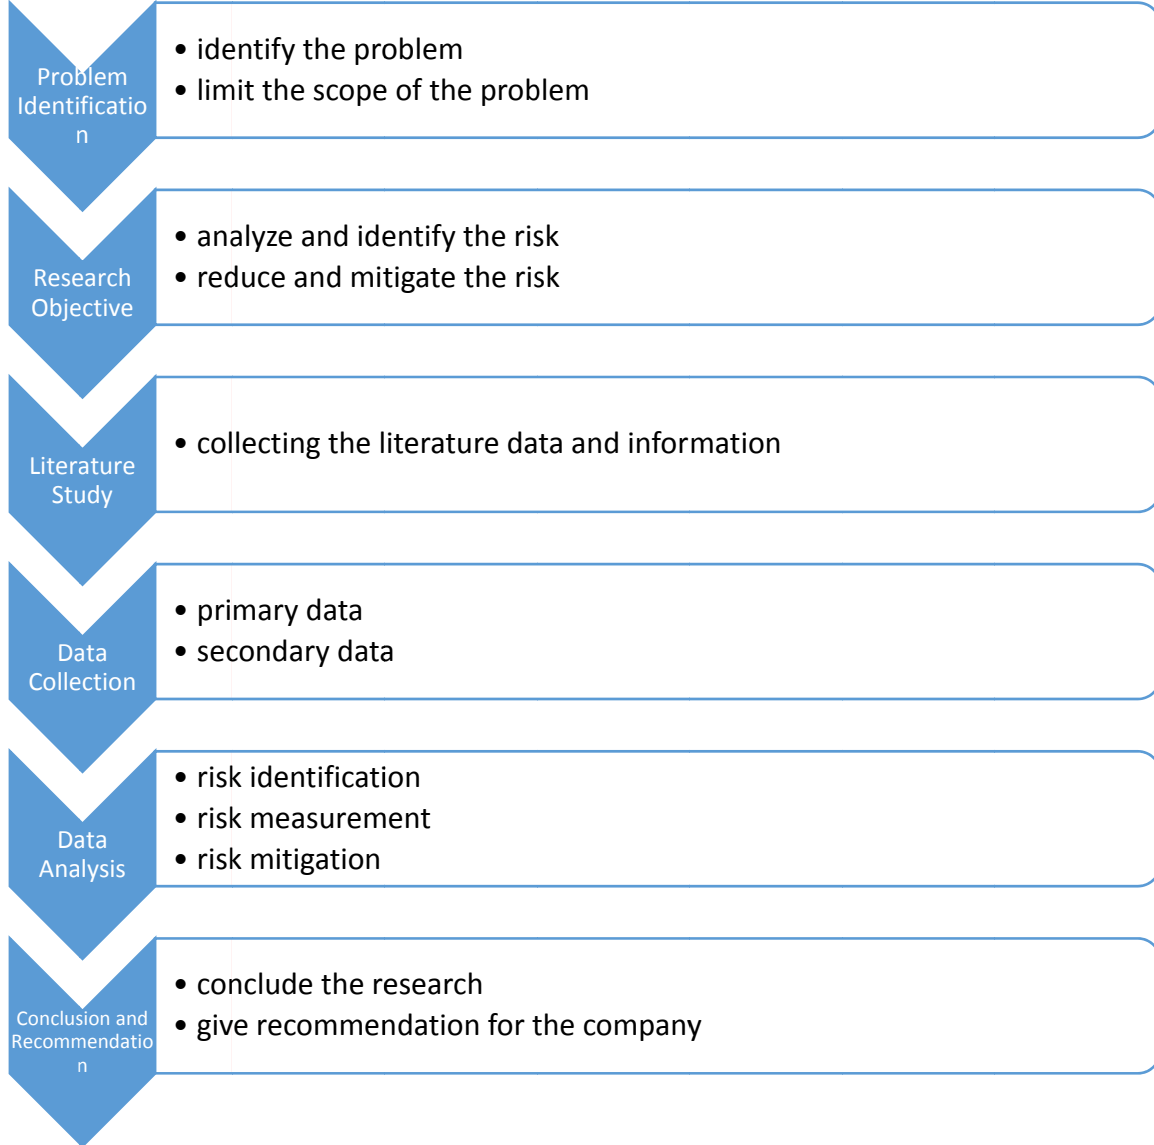 Problem
Identificatio
n
• identify the problem
• limit the scope of the problem
Research
Objective
• analyze and identify the risk
• reduce and mitigate the risk
Literature
Study
• collecting the literature data and information
Data
Collection
• primary data
• secondary data
Data
Analysis
• risk identification
• risk measurement
• risk mitigation
Conclusion and
Recommendatio
n
• conclude the research
• give recommendation for the company